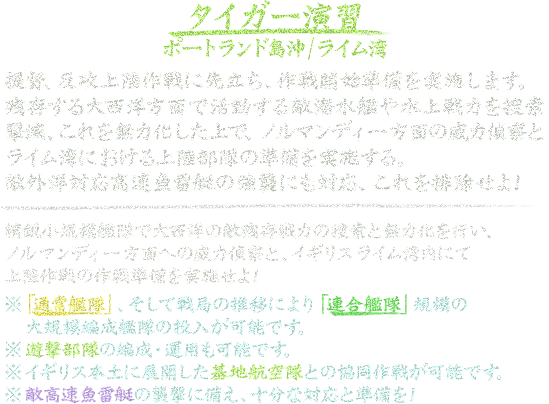 タイガー演習
ポートランド島沖/ライム湾
提督、反攻上陸作戦に先立ち、作戦開始準備を実施します。
残存する大西洋方面で活動する敵潜水艦や水上戦力を捜索
撃滅、これを無力化した上で、ノルマンディー方面の威力偵察と
ライム湾における上陸部隊の準備を実施する。
敵外洋対応高速魚雷艇の強襲にも対応、これを排除せよ!
精鋭小規模艦隊で大西洋の敵残存戦力の捜索と無力化を行い、
ノルマンディー方面への威力偵察と、イギリスライム湾内にて
上陸作戦の作戦準備を実施せよ!
※「通常艦隊」、そして戦局の推移により「連合艦隊」規模の
大規模編成艦隊の投入が可能です。
※遊撃部隊の編成・運用も可能です。
※イギリス本土に展開した基地航空隊との協同作戦が可能です。
※敵高速魚雷艇の襲撃に備え、十分な対応と準備を!